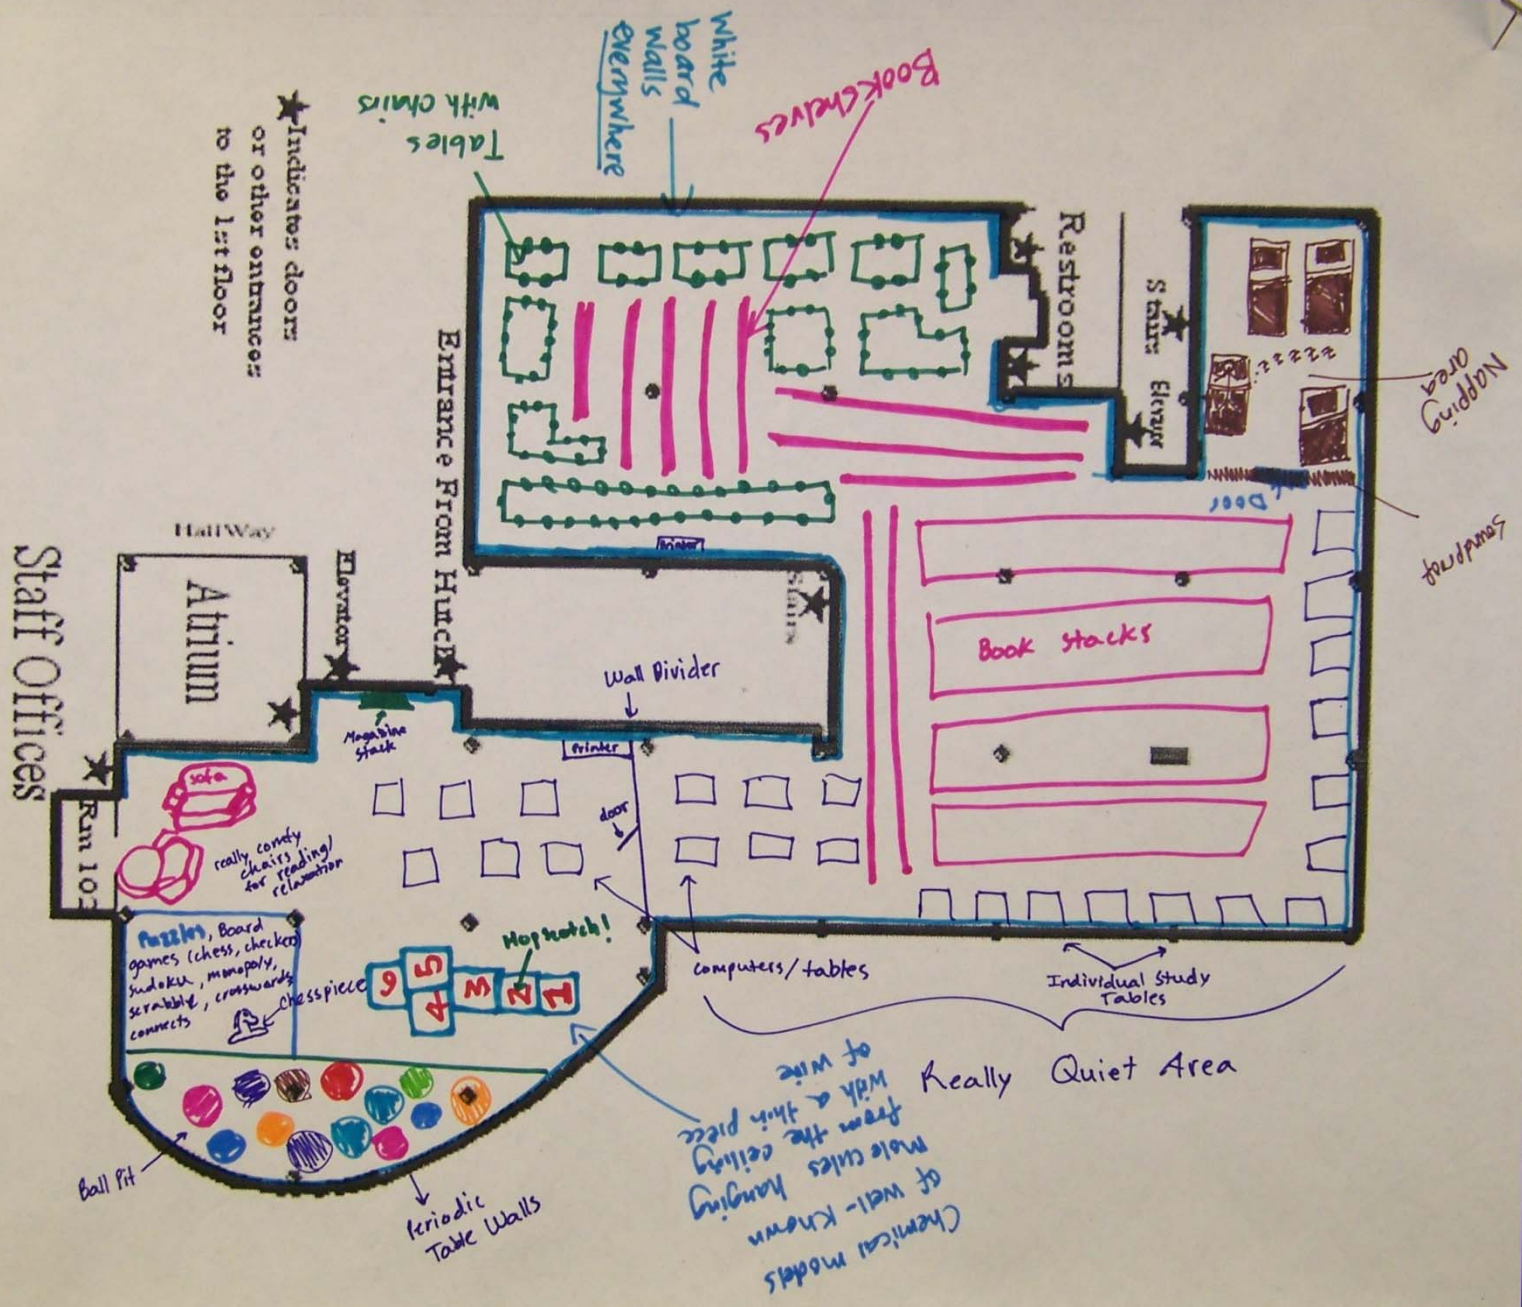 White
board
walls
everywhere
Bookshelves
Tables
with chairs
★Indicates doors
or other entrances
to the 1st floor
Restrooms
Stairs
Elevator
zzzzzzz
Napping
area
Soundproof
Door
Entrance From Hutch
Printer
Stairs
Book stacks
HallWay
Atrium
Elevator
Staff Offices
Rm 102
Wall Divider
Printer
Magazine
stack
door
sofa
really comfy
chairs
for reading/
relaxation
Puzzles, Board
games (chess, checkers)
sudoku, monopoly,
scrabble, crosswords
connects
chesspiece
Hopscotch!
6
5
4
3
2
1
computers/tables
Individual Study
Tables
Really Quiet Area
Ball Pit
Periodic
Table Walls
Chemical models
of well-known
molecules hanging
from the ceiling
with a thin piece
of wire